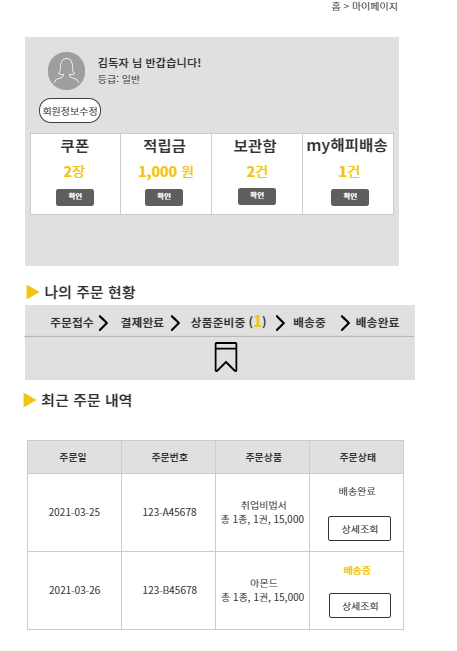 홈 > 마이페이지
김독자 님 반갑습니다!
등급: 일반
회원정보수정
쿠폰 적립금 보관함 my해피배송
2장 1,000 원 2건 1건
확인 확인 확인 확인
▶ 나의 주문 현황
주문접수 > 결제완료 > 상품준비중 (1) > 배송중 > 배송완료
▶ 최근 주문 내역
주문일 주문번호 주문상품 주문상태
2021-03-25 123-A45678 취업비법서 배송완료
총 1종, 1권, 15,000 상세조회
2021-03-26 123-B45678 아몬드 배송중
총 1종, 1권, 15,000 상세조회